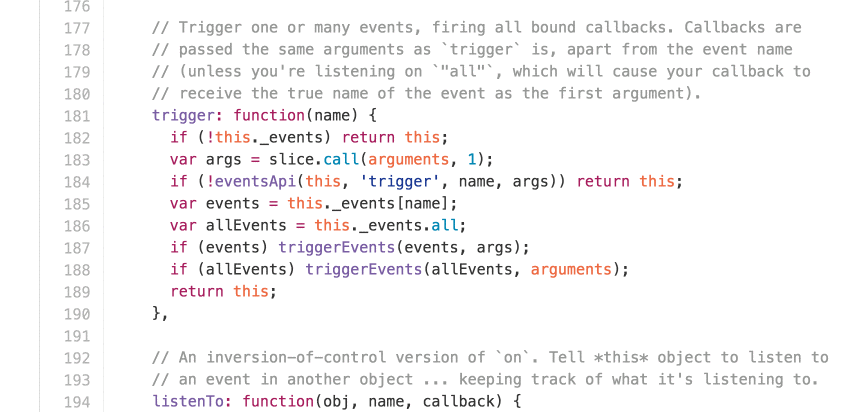 176
177 // Trigger one or many events, firing all bound callbacks. Callbacks are
178 // passed the same arguments as `trigger` is, apart from the event name
179 // (unless you're listening on `"all"`, which will cause your callback to
180 // receive the true name of the event as the first argument).
181 trigger: function(name) {
182 if (!this._events) return this;
183 var args = slice.call(arguments, 1);
184 if (!eventsApi(this, 'trigger', name, args)) return this;
185 var events = this._events[name];
186 var allEvents = this._events.all;
187 if (events) triggerEvents(events, args);
188 if (allEvents) triggerEvents(allEvents, arguments);
189 return this;
190 },
191
192 // An inversion-of-control version of `on`. Tell *this* object to listen to
193 // an event in another object ... keeping track of what it's listening to.
194 listenTo: function(obj, name, callback) {